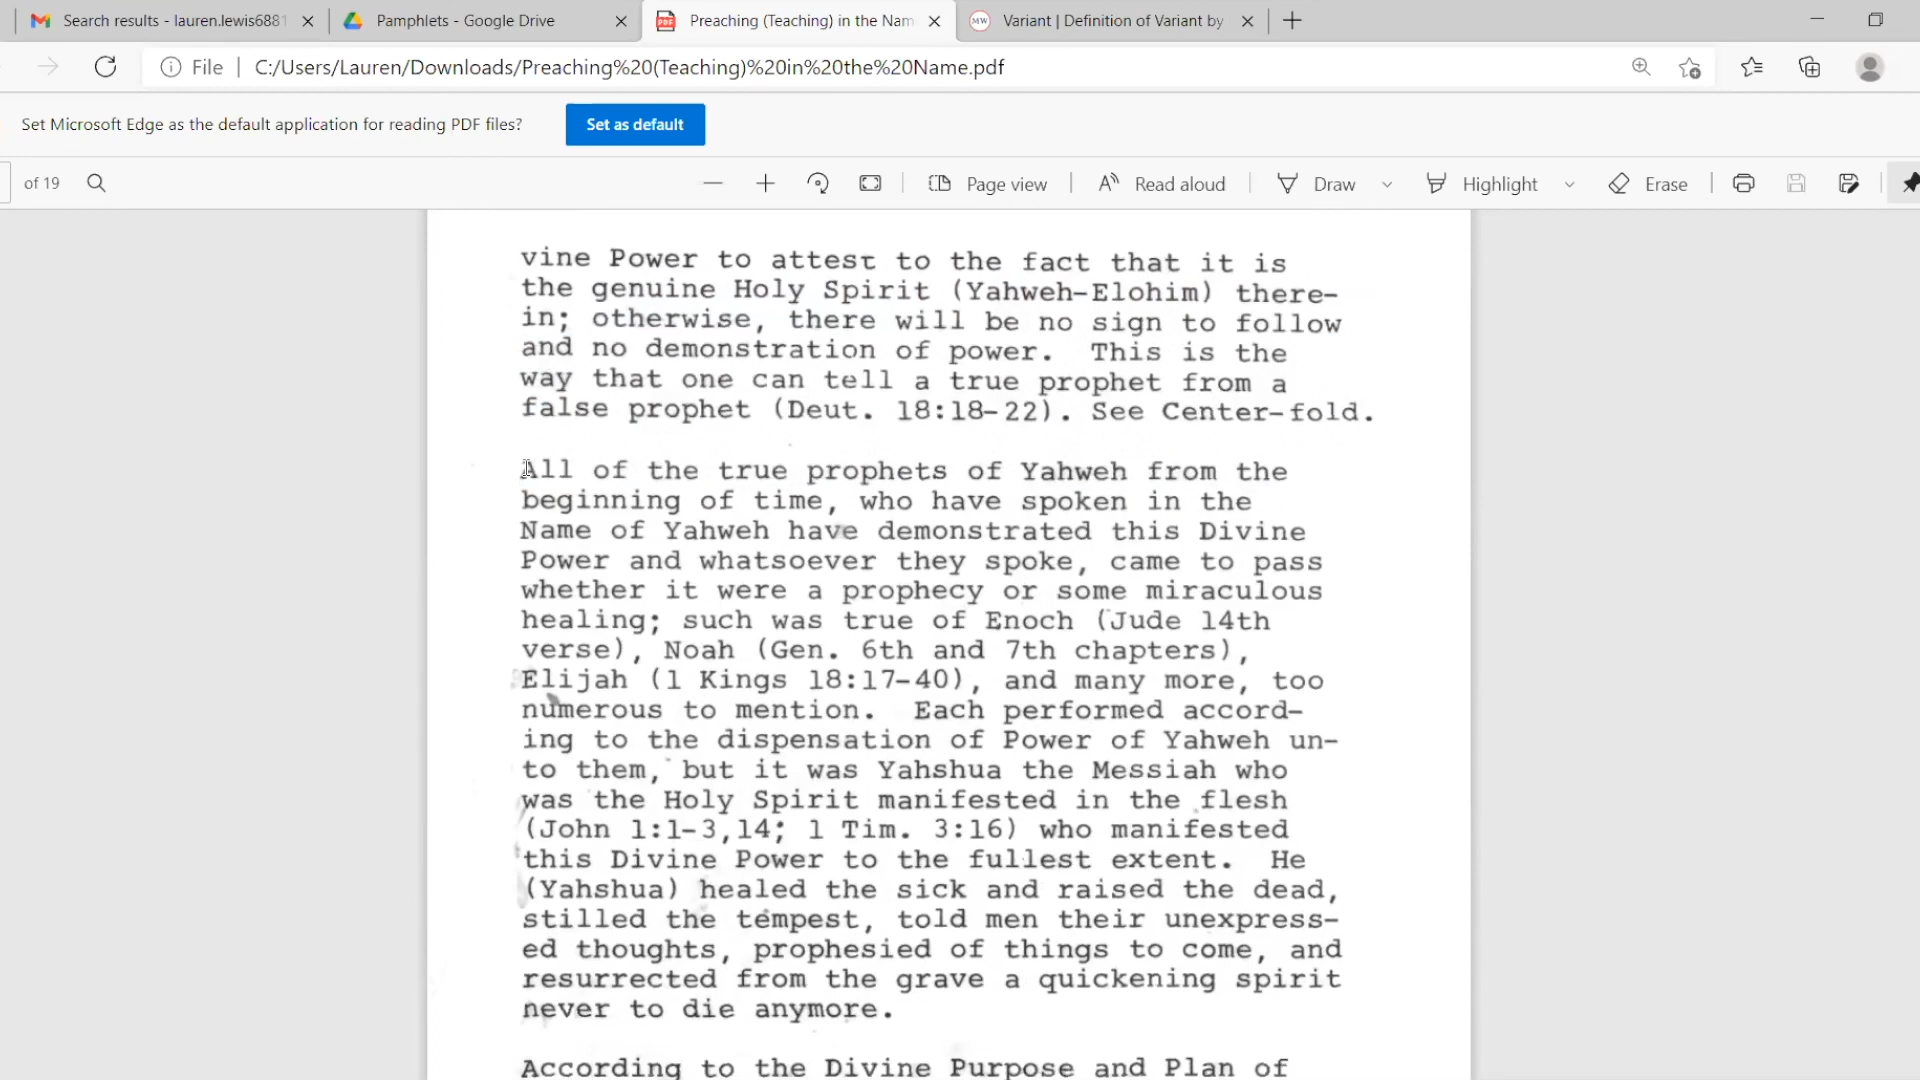 Search results - lauren.lewis6881
Pamphlets - Google Drive
Preaching (Teaching) in the Nam
Variant | Definition of Variant by
File
C:/Users/Lauren/Downloads/Preaching%20(Teaching)%20in%20the%20Name.pdf
Set Microsoft Edge as the default application for reading PDF files?
Set as default
of 19
Page view
Read aloud
Draw
Highlight
Erase
vine Power to attest to the fact that it is
the genuine Holy Spirit (Yahweh-Elohim) there-
in; otherwise, there will be no sign to follow
and no demonstration of power. This is the
way that one can tell a true prophet from a
false prophet (Deut. 18:18-22). See Center-fold.
All of the true prophets of Yahweh from the
beginning of time, who have spoken in the
Name of Yahweh have demonstrated this Divine
Power and whatsoever they spoke, came to pass
whether it were a prophecy or some miraculous
healing; such was true of Enoch (Jude 14th
verse), Noah (Gen. 6th and 7th chapters),
Elijah (1 Kings 18:17-40), and many more, too
numerous to mention. Each performed accord-
ing to the dispensation of Power of Yahweh un-
to them, but it was Yahshua the Messiah who
was the Holy Spirit manifested in the flesh
(John 1:1-3,14; 1 Tim. 3:16) who manifested
this Divine Power to the fullest extent. He
(Yahshua) healed the sick and raised the dead,
stilled the tempest, told men their unexpress-
ed thoughts, prophesied of things to come, and
resurrected from the grave a quickening spirit
never to die anymore.
According to the Divine Purpose and Plan of